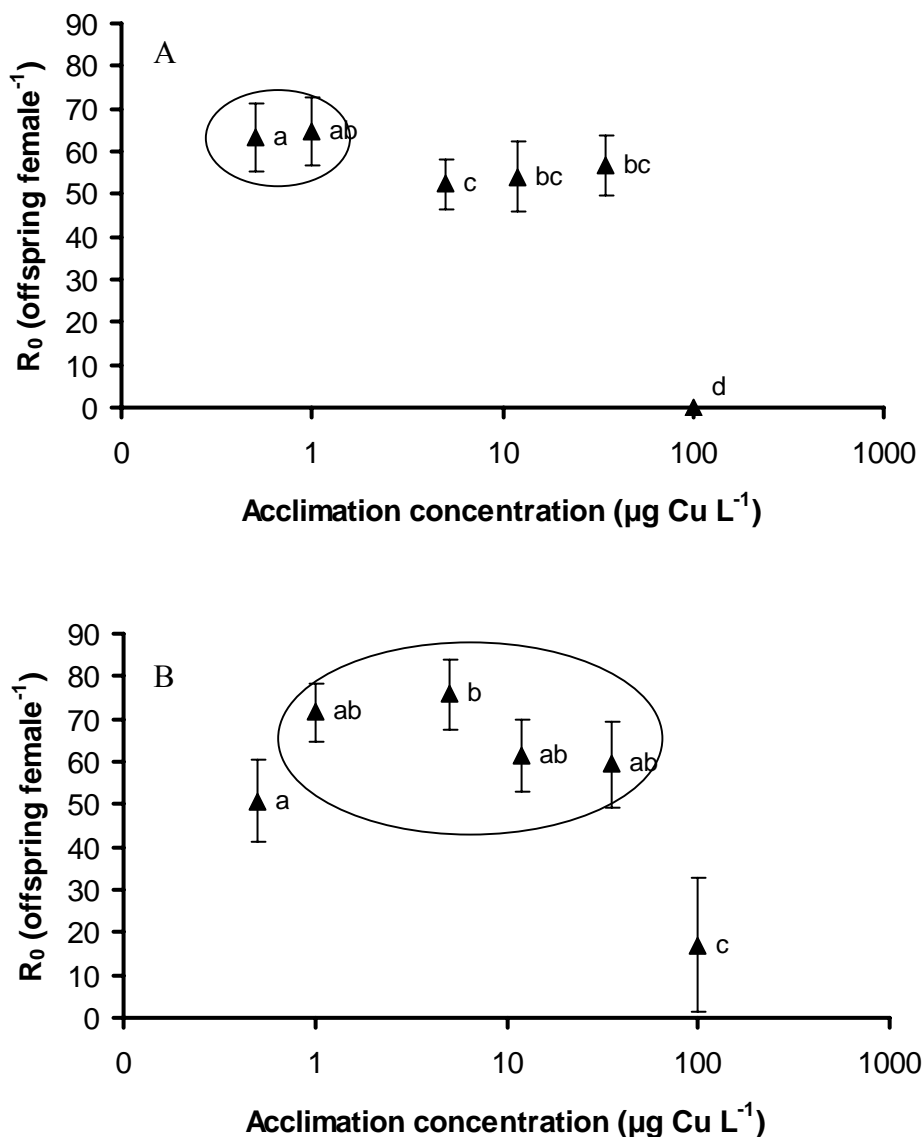 A
90
80
70
60
50
40
30
20
10
0
R₀ (offspring female⁻¹)
a
ab
c
bc
bc
d
0 1 10 100 1000
Acclimation concentration (µg Cu L⁻¹)
B
90
80
70
60
50
40
30
20
10
0
R₀ (offspring female⁻¹)
a
ab
b
ab
ab
c
0 1 10 100 1000
Acclimation concentration (µg Cu L⁻¹)